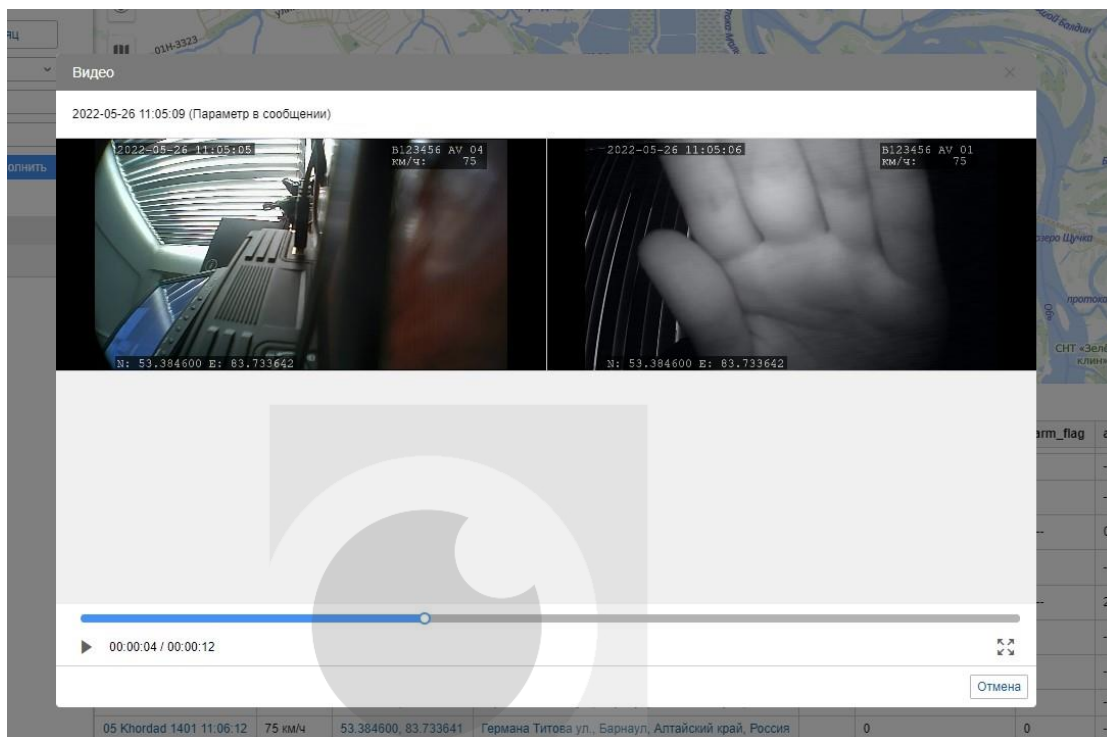 01Н-3323
Видео
2022-05-26 11:05:09 (Параметр в сообщении)
2022-05-26 11:05:05
B123456 AV 04
км/ч: 75
N: 53.384600 E: 83.733642
2022-05-26 11:05:06
B123456 AV 01
км/ч: 75
N: 53.384600 E: 83.733642
озеро Щучка
Обь
СНТ «Зелё
клин»
arm_flag
00:00:04 / 00:00:12
Отмена
05 Khordad 1401 11:06:12 75 км/ч 53.384600, 83.733641 Германа Титова ул., Барнаул, Алтайский край, Россия 0 0 -